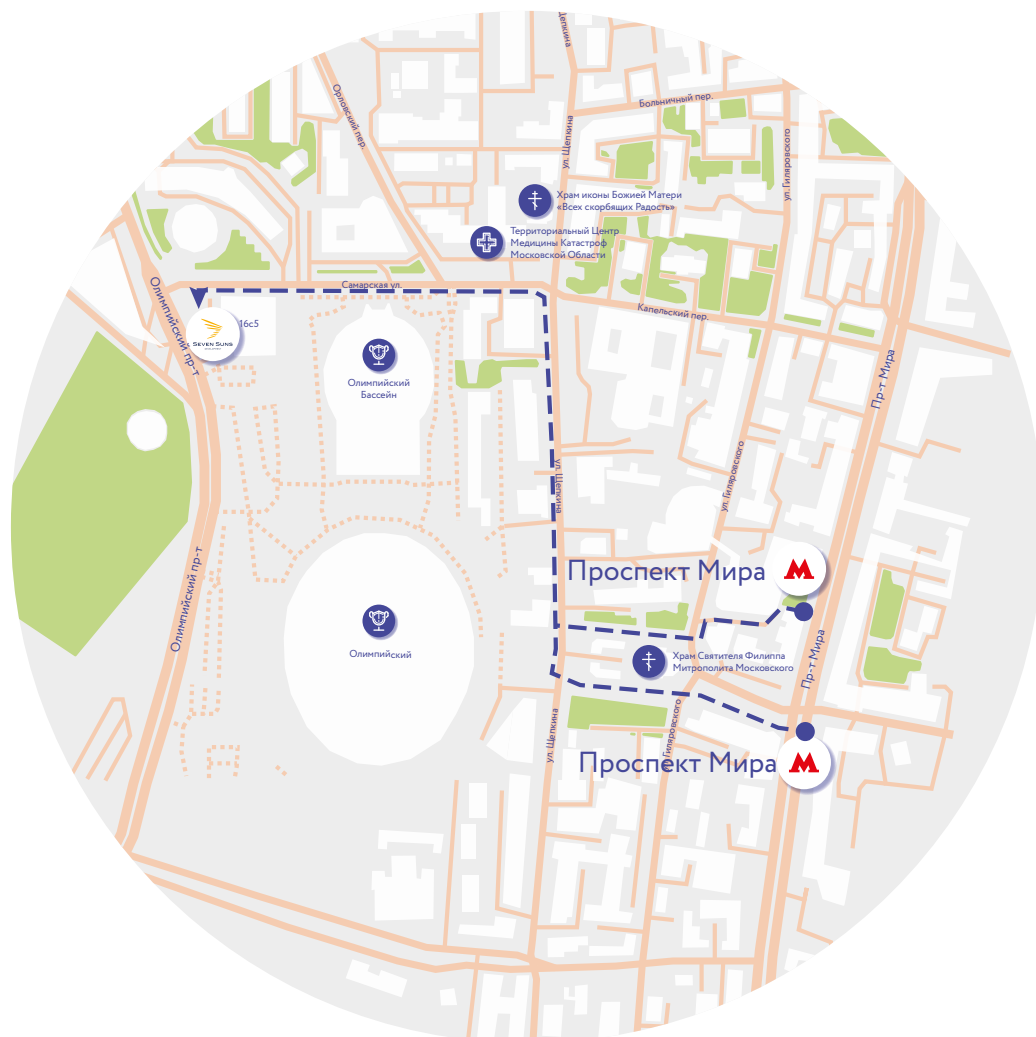 Щепкина
Больничный пер.
Орловский пер.
ул. Щепкина
ул. Гиляровского
Храм иконы Божией Матери
«Всех скорбящих Радость»
Территориальный Центр
Медицины Катастроф
Московской Области
Самарская ул.
Олимпийский пр-т
Капельский пер.
16с5
SEVEN SUNS
Пр-т Мира
Олимпийский
Бассейн
ул. Щепкина
ул. Гиляровского
Проспект Мира
Олимпийский пр-т
Олимпийский
Храм Святителя Филиппа
Митрополита Московского
Пр-т Мира
ул. Щепкина
ул. Гиляровского
Проспект Мира